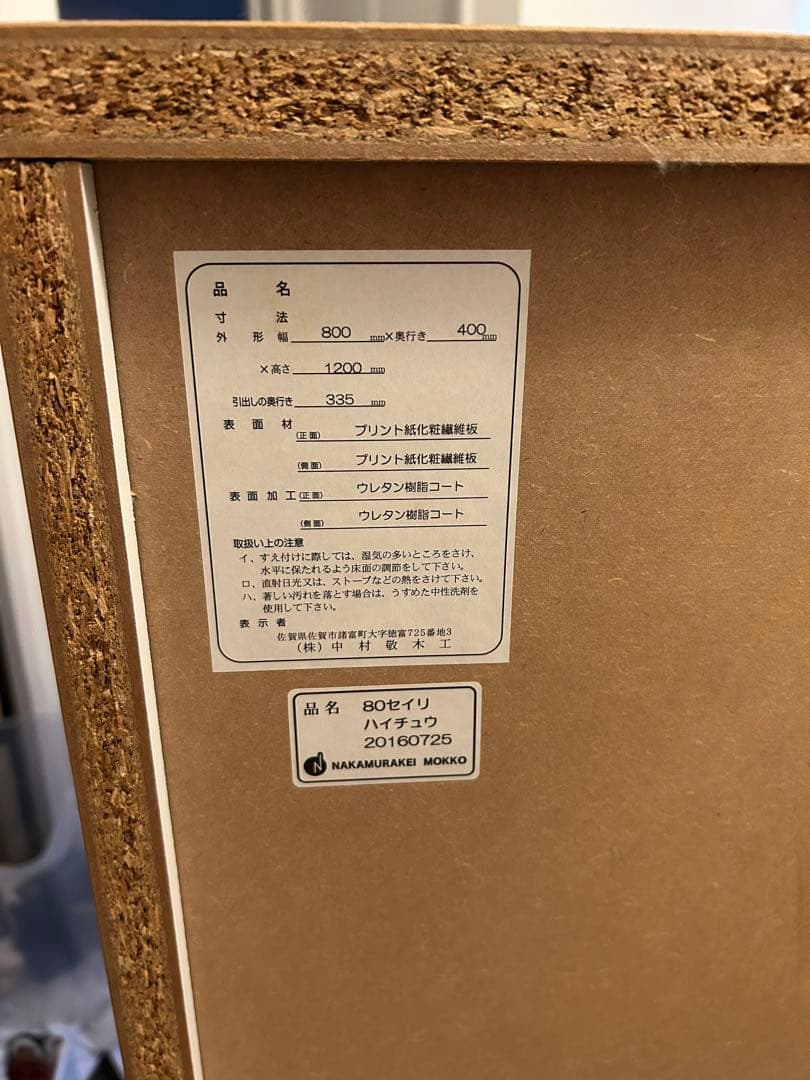 品名
寸法
外形幅 800 mm×奥行き 400mm
×高さ 1200 mm
引出しの奥行き 335 mm
表面材(正面) プリント紙化粧繊維板
(側面) プリント紙化粧繊維板
表面加工(正面) ウレタン樹脂コート
(側面) ウレタン樹脂コート
取扱い上の注意
イ、すえ付けに際しては、湿気の多いところをさけ、
水平に保たれるよう床面の調節をして下さい。
ロ、直射日光又は、ストーブなどの熱をさけて下さい。
ハ、著しい汚れを落とす場合は、うすめた中性洗剤を
使用して下さい。
表示者
佐賀県佐賀市諸富町大字徳富725番地3
(株)中村敬木工
品名 80セイリ
ハイチュウ
20160725
N NAKAMURAKEI MOKKO